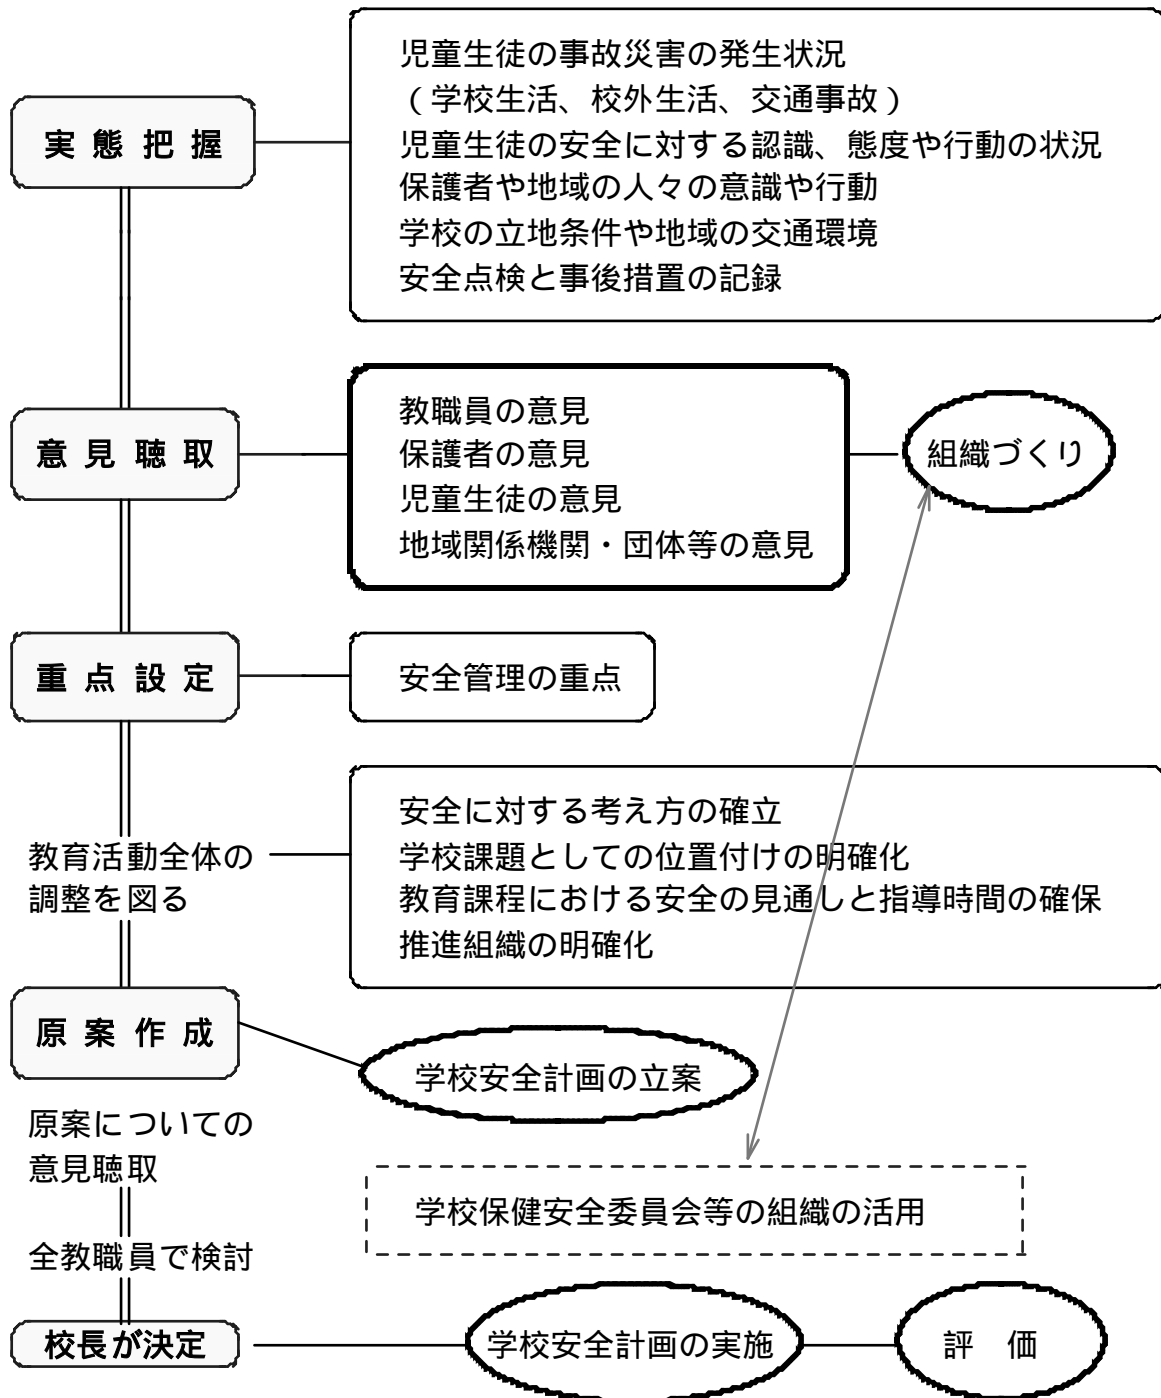 実態把握
児童生徒の事故災害の発生状況
(学校生活、校外生活、交通事故)
児童生徒の安全に対する認識、態度や行動の状況
保護者や地域の人々の意識や行動
学校の立地条件や地域の交通環境
安全点検と事後措置の記録
意見聴取
教職員の意見
保護者の意見
児童生徒の意見
地域関係機関・団体等の意見
組織づくり
重点設定
安全管理の重点
教育活動全体の
調整を図る
安全に対する考え方の確立
学校課題としての位置付けの明確化
教育課程における安全の見通しと指導時間の確保
推進組織の明確化
原案作成
学校安全計画の立案
原案についての
意見聴取
学校保健安全委員会等の組織の活用
全教職員で検討
校長が決定
学校安全計画の実施
評　価